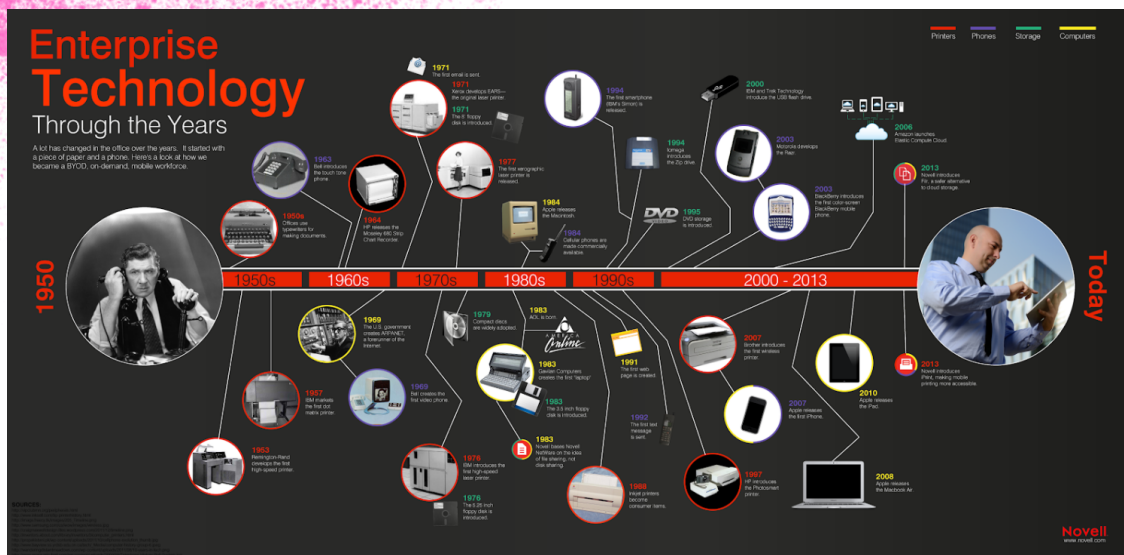 Enterprise
Technology
Through the Years
A lot has changed in the office over the years. It started with
a piece of paper and a phone. Here's a look at how we
became a BYOD, on-demand, mobile workforce.
Printers
Phones
Storage
Computers
1950
Today
1950s
1960s
1970s
1980s
1990s
2000 - 2013
1950s
Offices use
typewriters for
making documents.
1963
Bell introduces
the touch tone
phone.
1964
HP releases the
Moseley 680 Strip
Chart Recorder.
1971
The first email is sent.
1971
Xerox develops EARS—
the original laser printer.
1971
The 8" floppy
disk is introduced.
1977
The first xerographic
laser printer is
released.
1984
Apple releases
the Macintosh.
1984
Cellular phones are
made commercially
available.
1994
The first smartphone
(IBM's Simon) is
released.
1994
Iomega
introduces
the Zip drive.
DVD
1995
DVD storage
is introduced.
2000
IBM and Trek Technology
introduce the USB flash drive.
2003
Motorola develops
the Razr.
2003
BlackBerry introduces
the first color-screen
BlackBerry mobile
phone.
2006
Amazon launches
Elastic Compute Cloud.
2013
Novell introduces
Filr, a safer alternative
to cloud storage.
1953
Remington-Rand
develops the first
high-speed printer.
1957
IBM markets
the first dot
matrix printer.
1969
The U.S. government
creates ARPANET,
a forerunner of the
Internet.
1969
Bell creates the
first video phone.
1976
IBM introduces the
first high-speed
laser printer.
1976
The 5.25 inch
floppy disk is
introduced.
1979
Compact discs
are widely adopted.
1983
AOL is born.
AMERICA
Online
1983
Gavilan Computers
creates the first "laptop"
1983
The 3.5 inch floppy
disk is introduced.
1983
Novell bases Novell
NetWare on the idea
of file sharing, not
disk sharing.
1988
Inkjet printers
become
consumer items.
1991
The first web
page is created.
1992
The first text
message
is sent.
1997
HP introduces
the Photosmart
printer.
2007
Brother introduces
the first wireless
printer.
2007
Apple releases
the first iPhone.
2008
Apple releases
the Macbook Air.
2010
Apple releases
the iPad.
2013
Novell introduces
iPrint, making mobile
printing more accessible.
SOURCES:
Novell
www.novell.com